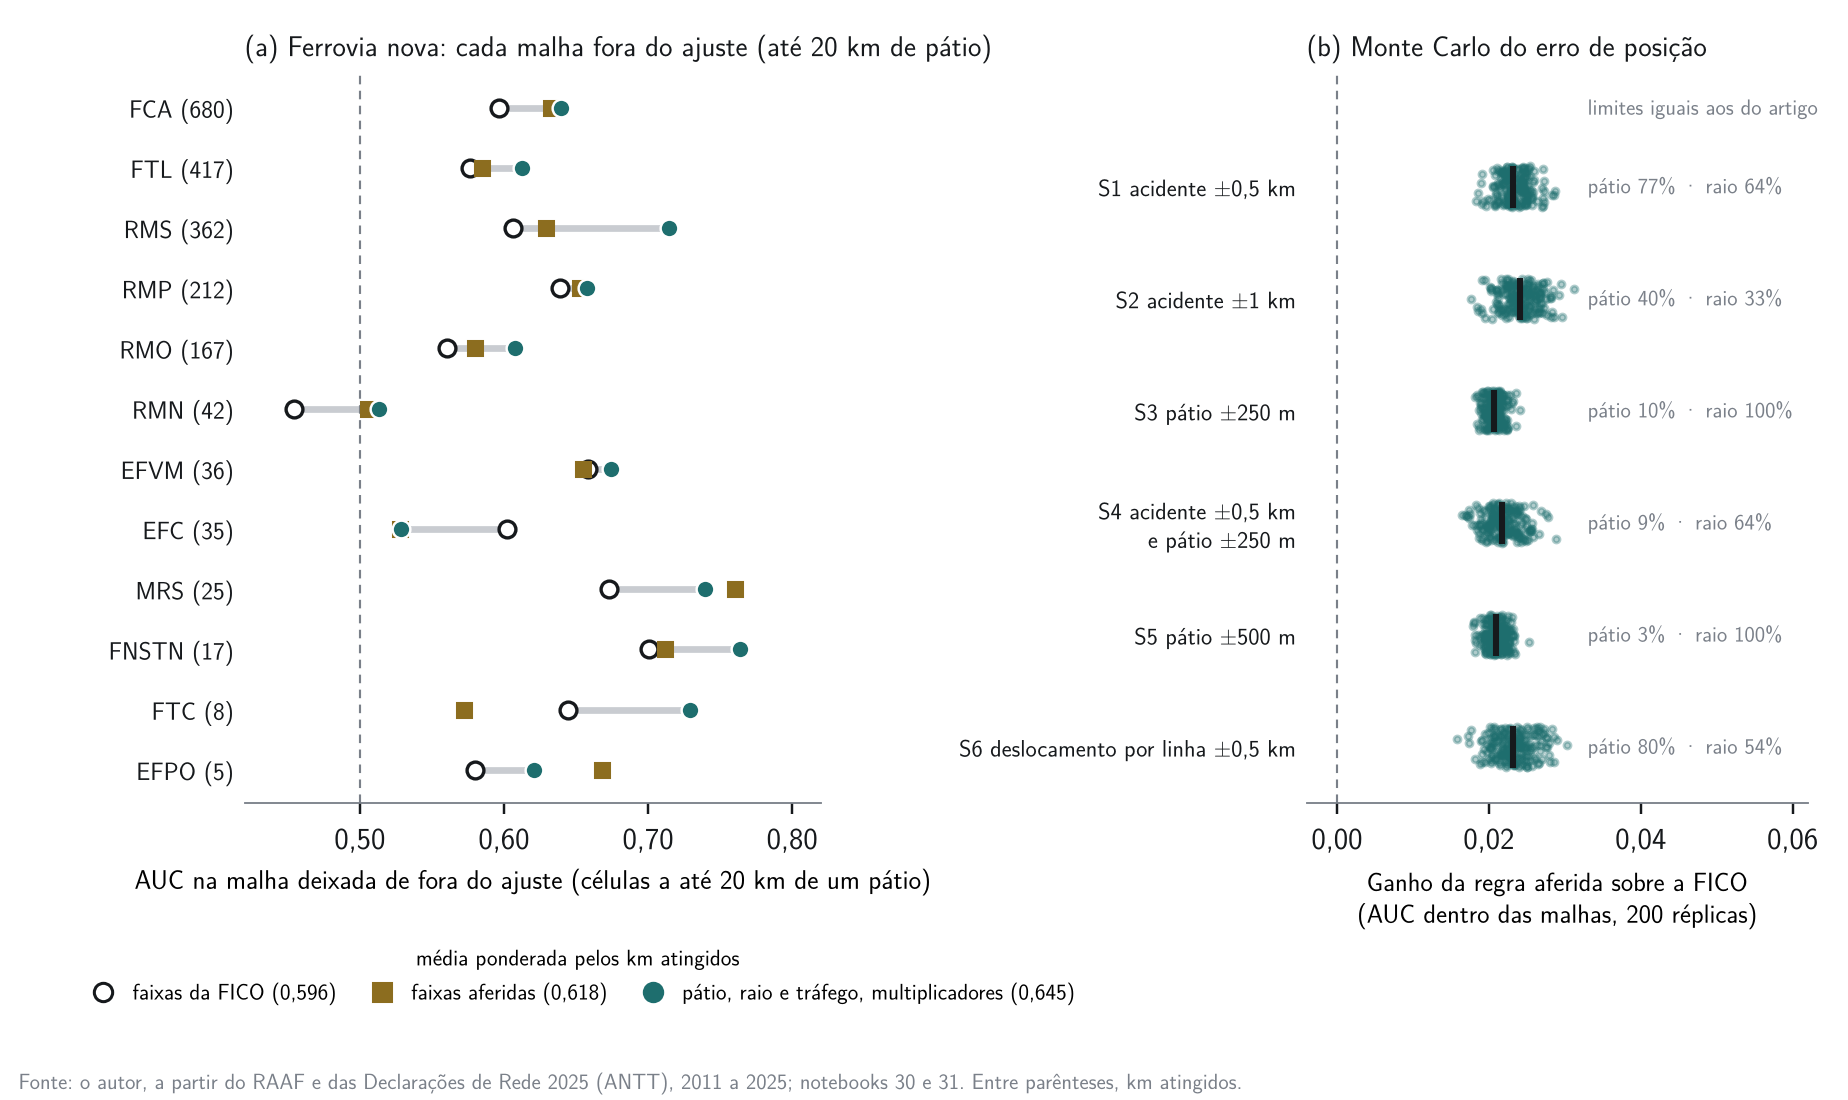 (a) Ferrovia nova: cada malha fora do ajuste (até 20 km de pátio)
FCA (680)
FTL (417)
RMS (362)
RMP (212)
RMO (167)
RMN (42)
EFVM (36)
EFC (35)
MRS (25)
FNSTN (17)
FTC (8)
EFPO (5)
0,50 0,60 0,70 0,80
AUC na malha deixada de fora do ajuste (células a até 20 km de um pátio)
média ponderada pelos km atingidos
faixas da FICO (0,596) faixas aferidas (0,618) pátio, raio e tráfego, multiplicadores (0,645)
(b) Monte Carlo do erro de posição
limites iguais aos do artigo
S1 acidente ±0,5 km pátio 77% · raio 64%
S2 acidente ±1 km pátio 40% · raio 33%
S3 pátio ±250 m pátio 10% · raio 100%
S4 acidente ±0,5 km
e pátio ±250 m pátio 9% · raio 64%
S5 pátio ±500 m pátio 3% · raio 100%
S6 deslocamento por linha ±0,5 km pátio 80% · raio 54%
0,00 0,02 0,04 0,06
Ganho da regra aferida sobre a FICO
(AUC dentro das malhas, 200 réplicas)
Fonte: o autor, a partir do RAAF e das Declarações de Rede 2025 (ANTT), 2011 a 2025; notebooks 30 e 31. Entre parênteses, km atingidos.